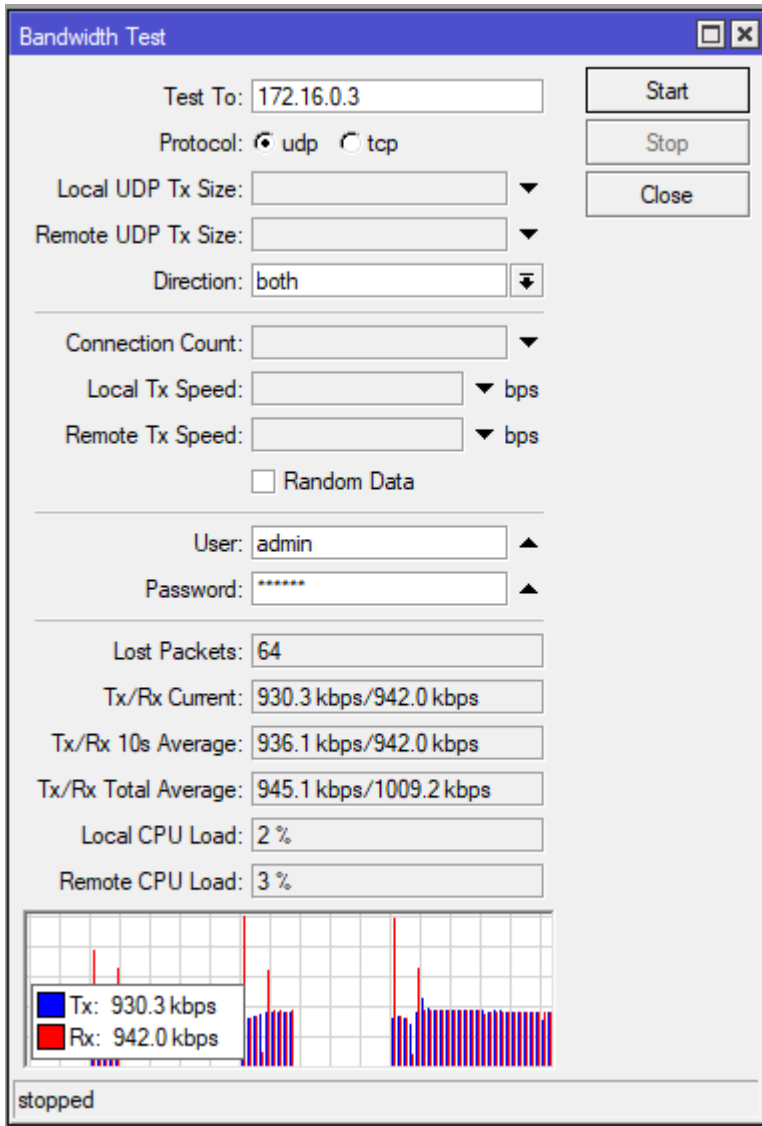 Bandwidth Test
Test To: 172.16.0.3
Start
Protocol: udp tcp
Stop
Local UDP Tx Size:
Close
Remote UDP Tx Size:
Direction: both
Connection Count:
Local Tx Speed: bps
Remote Tx Speed: bps
Random Data
User: admin
Password: ******
Lost Packets: 64
Tx/Rx Current: 930.3 kbps/942.0 kbps
Tx/Rx 10s Average: 936.1 kbps/942.0 kbps
Tx/Rx Total Average: 945.1 kbps/1009.2 kbps
Local CPU Load: 2 %
Remote CPU Load: 3 %
Tx: 930.3 kbps
Rx: 942.0 kbps
stopped